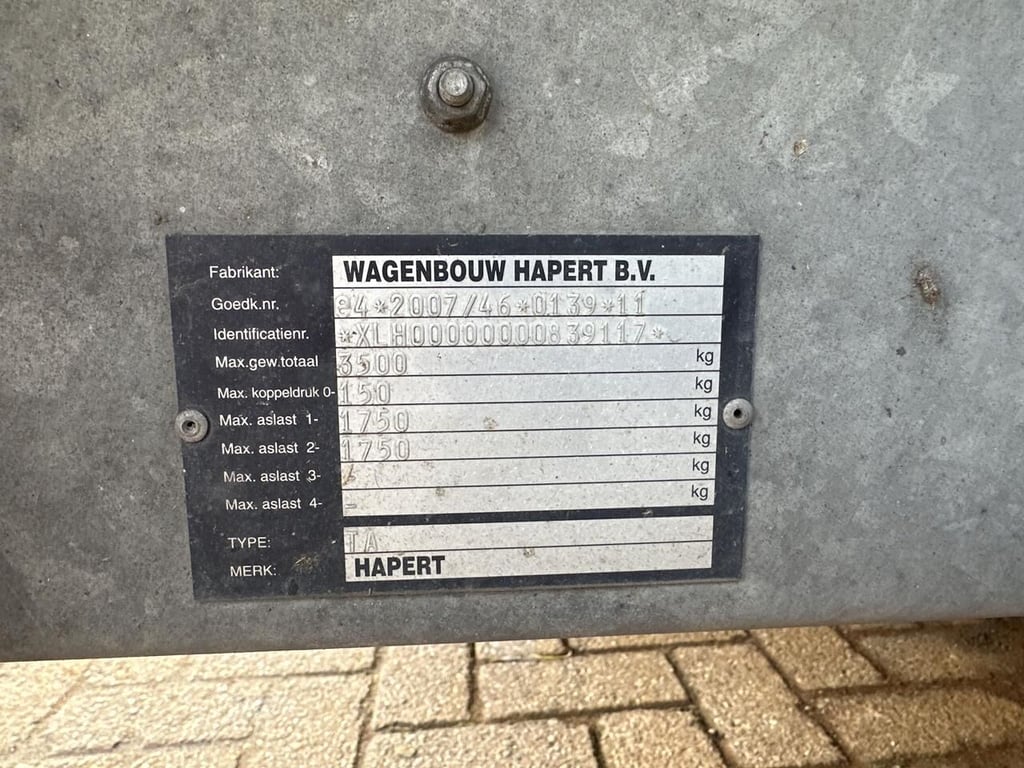 Fabrikant: WAGENBOUW HAPERT B.V.
Goedk.nr. e4*2007/46*0139*11
Identificatienr. *XLH00000000839117*
Max.gew.totaal 3500 kg
Max. koppeldruk 0- 150 kg
Max. aslast 1- 1750 kg
Max. aslast 2- 1750 kg
Max. aslast 3- - kg
Max. aslast 4- - kg
TYPE: TA
MERK: HAPERT